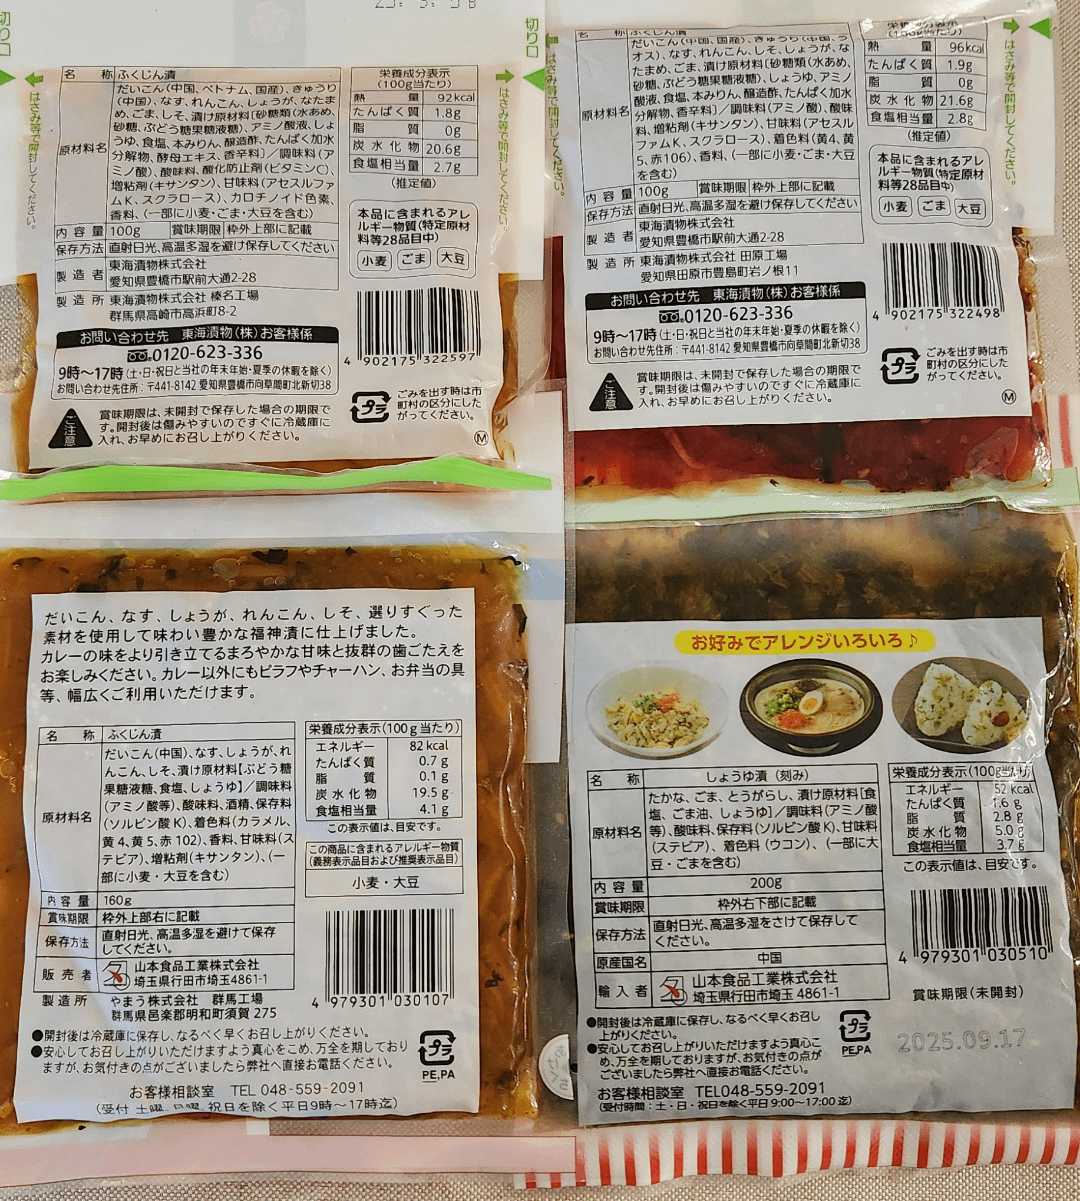 切り口
はさみ等で開封してください。
名 称 ふくじん漬
原材料名
だいこん(中国、ベトナム、国産)、きゅうり
(中国)、なす、れんこん、しょうが、なたま
め、ごま、しそ、漬け原材料[砂糖類(水あめ、
砂糖、ぶどう糖果糖液糖)、アミノ酸液、しょ
うゆ、食塩、本みりん、醸造酢、たんぱく加水
分解物、酵母エキス、香辛料]／調味料(ア
ミノ酸)、酸味料、酸化防止剤(ビタミンC)、
増粘剤(キサンタン)、甘味料(アセスルファ
ムK、スクラロース)、カロチノイド色素、
香料、(一部に小麦・ごま・大豆を含む)
内 容 量 100g 賞味期限 枠外上部に記載
保存方法 直射日光、高温多湿を避け保存してください
製 造 者 東海漬物株式会社
愛知県豊橋市駅前大通2-28
製 造 所 東海漬物株式会社 榛名工場
群馬県高崎市高浜町8-2
お問い合わせ先 東海漬物(株)お客様係
0120-623-336
9時～17時(土・日・祝日と当社の年末年始・夏季の休暇を除く)
お問い合わせ先住所：〒441-8142 愛知県豊橋市向草間町北新切38
ご注意
賞味期限は、未開封で保存した場合の期限で
す。開封後は傷みやすいのですぐに冷蔵庫に
入れ、お早めにお召し上がりください。
栄養成分表示
(100g当たり)
熱 量 92kcal
たんぱく質 1.8g
脂 質 0g
炭 水 化 物 20.6g
食塩相当量 2.7g
(推定値)
本品に含まれるアレ
ルギー物質(特定原材
料等28品目中)
小麦 ごま 大豆
4 902175 322597
プラ
ごみを出す時は市
町村の区分にした
がってください。
M
はさみ等で開封してください。
切り口
名 称 ふくじん漬
原材料名
だいこん(中国、国産)、きゅうり(中国、ラ
オス)、なす、れんこん、しそ、しょうが、な
たまめ、ごま、漬け原材料[砂糖類(水あめ、
砂糖、ぶどう糖果糖液糖)、しょうゆ、アミノ
酸液、食塩、本みりん、醸造酢、たんぱく加水
分解物、香辛料]／調味料(アミノ酸)、酸味
料、増粘剤(キサンタン)、甘味料(アセスル
ファムK、スクラロース)、着色料(黄4、黄
5、赤106)、香料、(一部に小麦・ごま・大豆
を含む)
内 容 量 100g 賞味期限 枠外上部に記載
保存方法 直射日光、高温多湿を避け保存してください
製 造 者 東海漬物株式会社
愛知県豊橋市駅前大通2-28
製 造 所 東海漬物株式会社 田原工場
愛知県田原市豊島町岩ノ根11
お問い合わせ先 東海漬物(株)お客様係
0120-623-336
9時～17時(土・日・祝日と当社の年末年始・夏季の休暇を除く)
お問い合わせ先住所：〒441-8142 愛知県豊橋市向草間町北新切38
ご注意
賞味期限は、未開封で保存した場合の期限で
す。開封後は傷みやすいのですぐに冷蔵庫に
入れ、お早めにお召し上がりください。
栄養成分表示
(100g当たり)
熱 量 96kcal
たんぱく質 1.9g
脂 質 0g
炭 水 化 物 21.6g
食塩相当量 2.8g
(推定値)
本品に含まれるアレ
ルギー物質(特定原材
料等28品目中)
小麦 ごま 大豆
4 902175 322498
プラ
ごみを出す時は市
町村の区分にした
がってください。
M
はさみ等で開封してください。
だいこん、なす、しょうが、れんこん、しそ、選りすぐった
素材を使用して味わい豊かな福神漬に仕上げました。
カレーの味をより引き立てるまろやかな甘味と抜群の歯ごたえを
お楽しみください。カレー以外にもピラフやチャーハン、お弁当の具
等、幅広くご利用いただけます。
名 称 ふくじん漬
原材料名
だいこん(中国)、なす、しょうが、れ
んこん、しそ、漬け原材料【ぶどう糖
果糖液糖、食塩、しょうゆ】／調味料
(アミノ酸等)、酸味料、酒精、保存料
(ソルビン酸K)、着色料(カラメル、
黄4、黄5、赤102)、香料、甘味料(ス
テビア)、増粘剤(キサンタン)、(一
部に小麦・大豆を含む)
内 容 量 160g
賞味期限 枠外上部右に記載
保存方法 直射日光、高温多湿を避けて保存
してください。
販 売 者 山本食品工業株式会社
埼玉県行田市埼玉4861-1
製 造 所 やまう株式会社 群馬工場
群馬県邑楽郡明和町須賀 275
栄養成分表示(100g当たり)
エネルギー 82 kcal
たんぱく質 0.7 g
脂 質 0.1 g
炭 水 化 物 19.5 g
食塩相当量 4.1 g
この表示値は、目安です。
この商品に含まれるアレルギー物質
(義務表示品目および推奨表示品目)
小麦・大豆
4 979301 030107
●開封後は冷蔵庫に保存し、なるべく早くお召し上がりください。
●安心してお召し上がりいただけますよう真心をこめ、万全を期しており
ますが、お気付きの点がございましたら弊社へ直接お電話ください。
プラ
PE,PA
お客様相談室 TEL 048-559-2091
(受付 土曜、日曜、祝日を除く平日9時～17時迄)
お好みでアレンジいろいろ♪
名 称 しょうゆ漬 (刻み)
原材料名
たかな、ごま、とうがらし、漬け原材料[食
塩、ごま油、しょうゆ]／調味料(アミノ酸
等)、酸味料、保存料(ソルビン酸K)、甘味料
(ステビア)、着色料(ウコン)、(一部に大
豆・ごまを含む)
内 容 量 200g
賞味期限 枠外右下部に記載
保存方法 直射日光、高温多湿をさけて保存して
ください。
原産国名 中国
輸 入 者 山本食品工業株式会社
埼玉県行田市埼玉 4861-1
栄養成分表示(100g当たり)
エネルギー 52 kcal
たんぱく質 1.6 g
脂 質 2.8 g
炭 水 化 物 5.0 g
食塩相当量 3.7 g
この表示値は、目安です。
4 979301 030510
賞味期限(未開封)
2025.09.17
●開封後は冷蔵庫に保存し、なるべく早くお召し
上がりください。
●安心してお召し上がりいただけますよう真心こ
め、万全を期しておりますが、お気付きの点が
ございましたら弊社へ直接お電話ください。
プラ
PE,PA
お客様相談室 TEL048-559-2091
(受付時間：土・日・祝日を除く平日 9:00～17:00 迄)